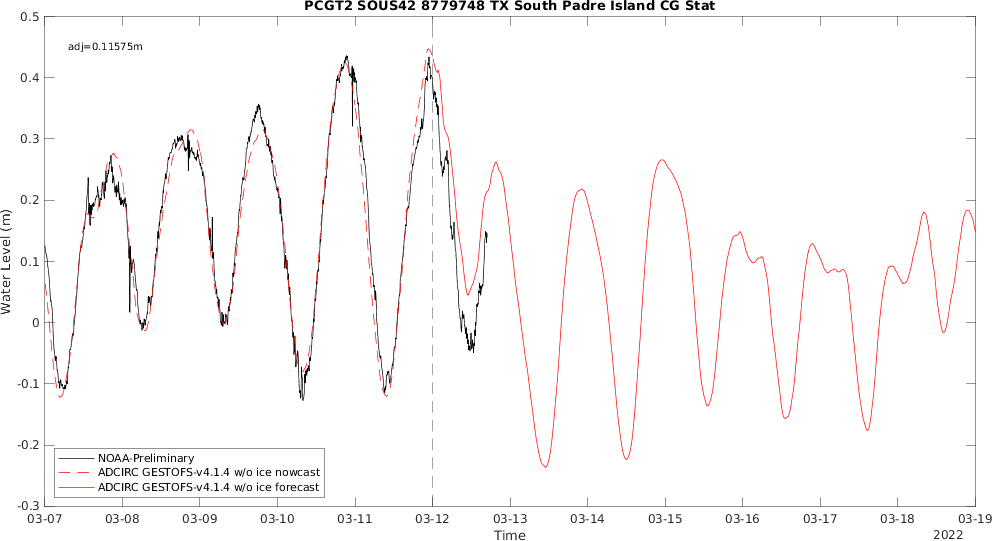 PCGT2 SOUS42 8779748 TX South Padre Island CG Stat
adj=0.11575m
0.5
0.4
0.3
0.2
0.1
0
-0.1
-0.2
-0.3
Water Level (m)
NOAA-Preliminary
ADCIRC GESTOFS-v4.1.4 w/o ice nowcast
ADCIRC GESTOFS-v4.1.4 w/o ice forecast
03-07 03-08 03-09 03-10 03-11 03-12 03-13 03-14 03-15 03-16 03-17 03-18 03-19
Time
2022